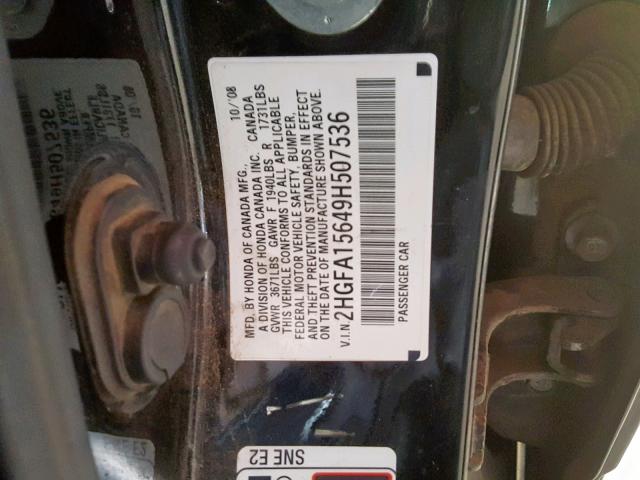 MFD. BY HONDA OF CANADA MFG., 10/'08
A DIVISION OF HONDA CANADA INC. CANADA
GVWR 3671LBS GAWR F 1940LBS R 1731LBS
THIS VEHICLE CONFORMS TO ALL APPLICABLE
FEDERAL MOTOR VEHICLE SAFETY, BUMPER,
AND THEFT PREVENTION STANDARDS IN EFFECT
ON THE DATE OF MANUFACTURE SHOWN ABOVE.
V.I.N. 2HGFA15649H507536
PASSENGER CAR
SNE E2